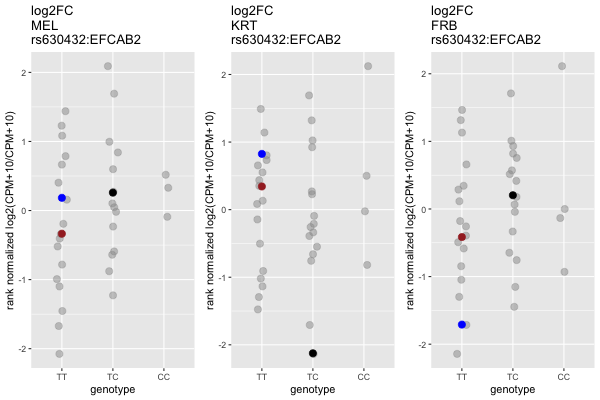 log2FC
MEL
rs630432:EFCAB2
rank normalized log2(CPM+10/CPM+10)
2
1
0
-1
-2
TT
TC
CC
genotype
log2FC
KRT
rs630432:EFCAB2
rank normalized log2(CPM+10/CPM+10)
2
1
0
-1
-2
TT
TC
CC
genotype
log2FC
FRB
rs630432:EFCAB2
rank normalized log2(CPM+10/CPM+10)
2
1
0
-1
-2
TT
TC
CC
genotype